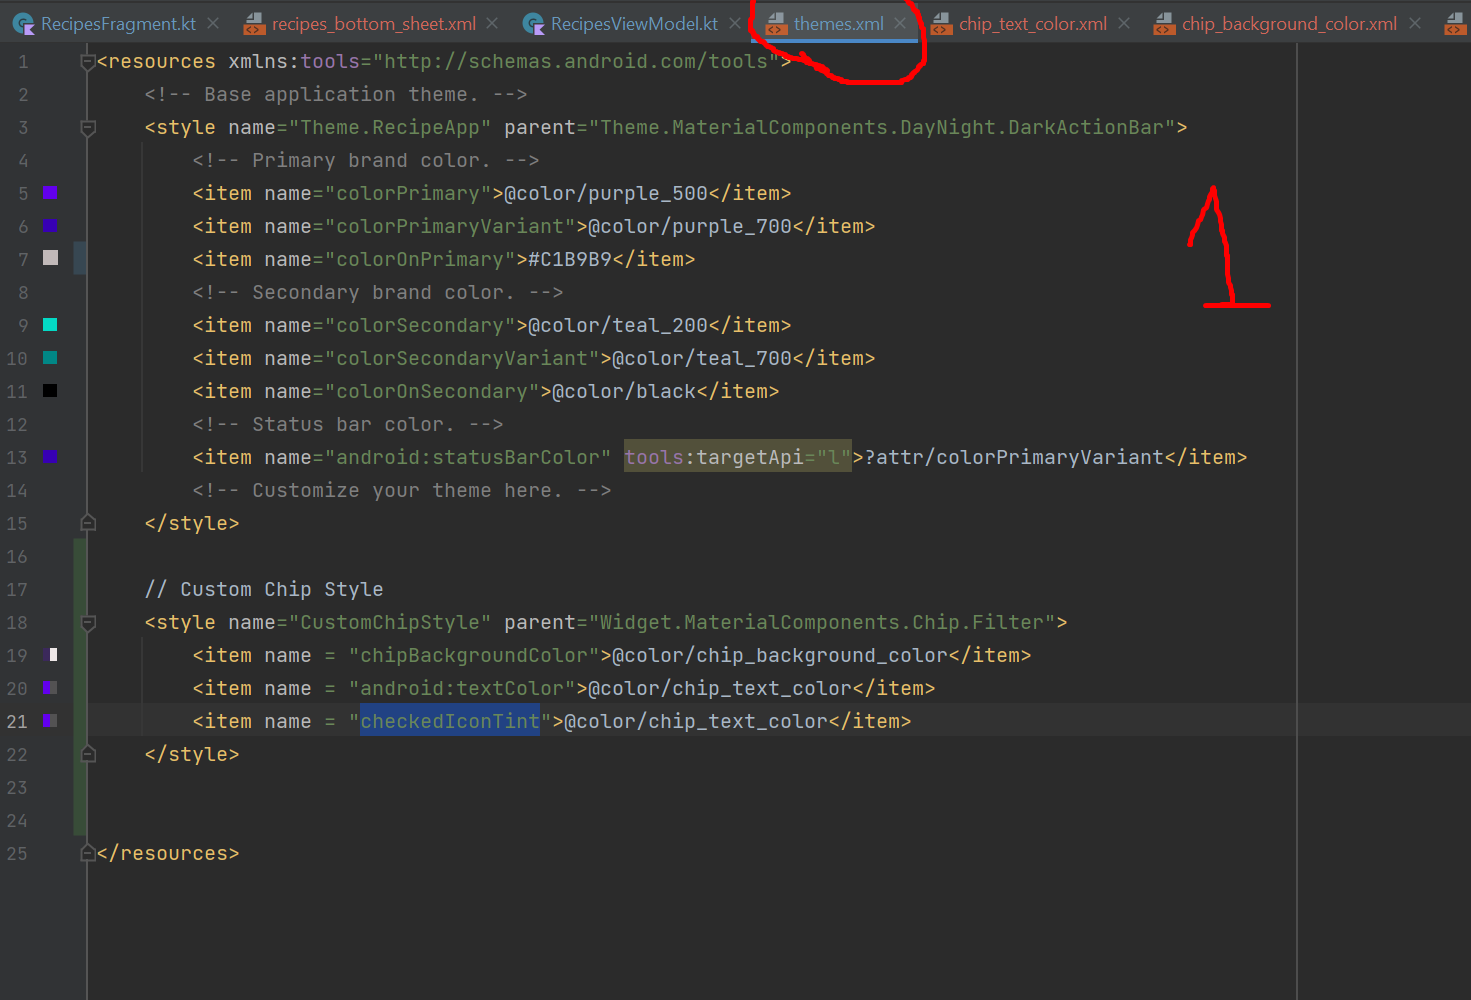 RecipesFragment.kt recipes_bottom_sheet.xml RecipesViewModel.kt themes.xml chip_text_color.xml chip_background_color.xml
1 <resources xmlns:tools="http://schemas.android.com/tools">
2 <!-- Base application theme. -->
3 <style name="Theme.RecipeApp" parent="Theme.MaterialComponents.DayNight.DarkActionBar">
4 <!-- Primary brand color. -->
5 <item name="colorPrimary">@color/purple_500</item>
6 <item name="colorPrimaryVariant">@color/purple_700</item>
7 <item name="colorOnPrimary">#C1B9B9</item>
8 <!-- Secondary brand color. -->
9 <item name="colorSecondary">@color/teal_200</item>
10 <item name="colorSecondaryVariant">@color/teal_700</item>
11 <item name="colorOnSecondary">@color/black</item>
12 <!-- Status bar color. -->
13 <item name="android:statusBarColor" tools:targetApi="l">?attr/colorPrimaryVariant</item>
14 <!-- Customize your theme here. -->
15 </style>
16
17 // Custom Chip Style
18 <style name="CustomChipStyle" parent="Widget.MaterialComponents.Chip.Filter">
19 <item name = "chipBackgroundColor">@color/chip_background_color</item>
20 <item name = "android:textColor">@color/chip_text_color</item>
21 <item name = "checkedIconTint">@color/chip_text_color</item>
22 </style>
23
24
25 </resources>
1